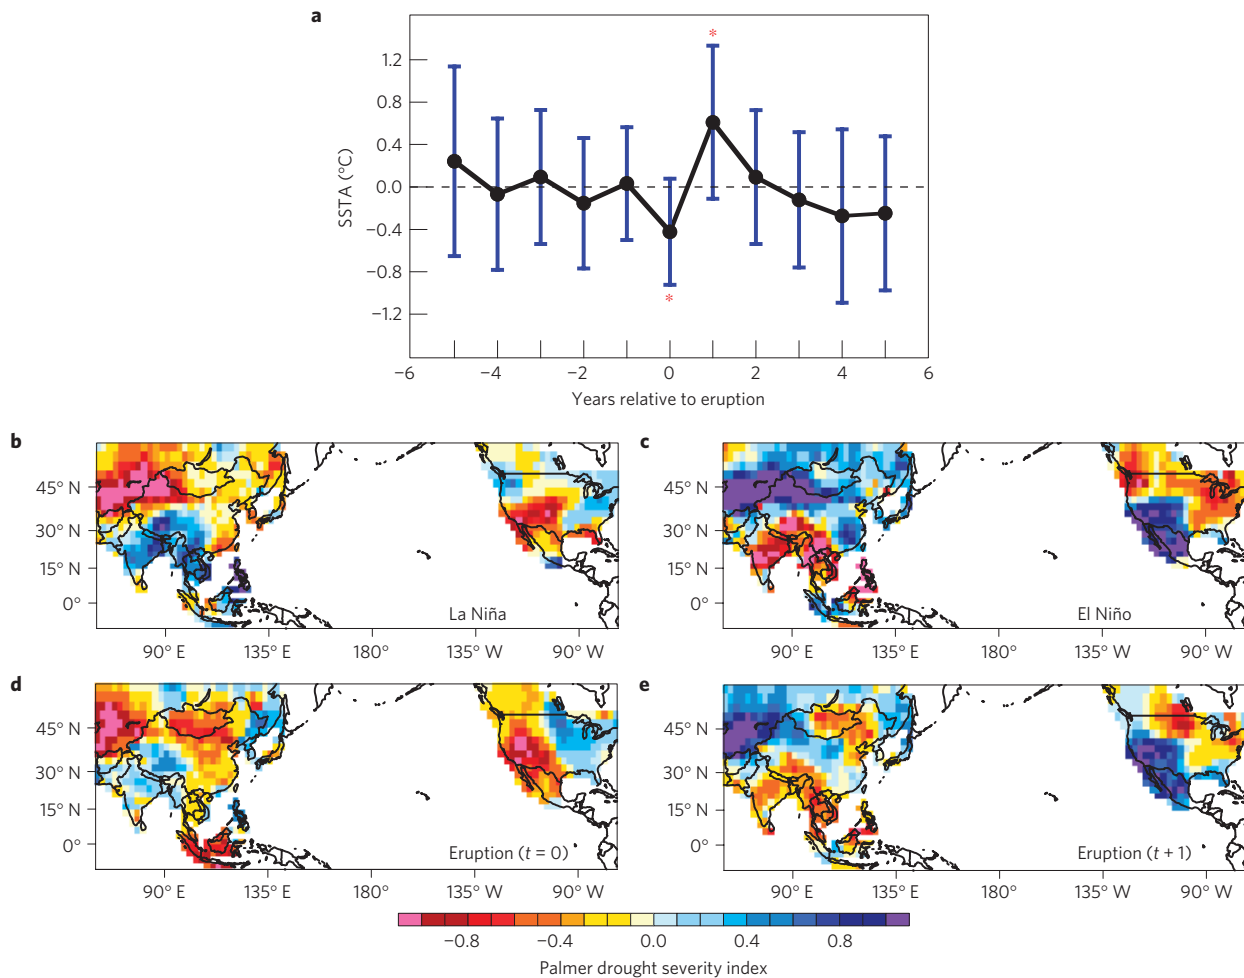 a
*
1.2
0.8
0.4
0.0
−0.4
−0.8
−1.2
SSTA (°C)
*
−6 −4 −2 0 2 4 6
Years relative to eruption
b
45° N
30° N
15° N
0°
La Niña
90° E 135° E 180° 135° W 90° W
c
45° N
30° N
15° N
0°
El Niño
90° E 135° E 180° 135° W 90° W
d
45° N
30° N
15° N
0°
Eruption (t = 0)
90° E 135° E 180° 135° W 90° W
e
45° N
30° N
15° N
0°
Eruption (t + 1)
90° E 135° E 180° 135° W 90° W
−0.8 −0.4 0.0 0.4 0.8
Palmer drought severity index